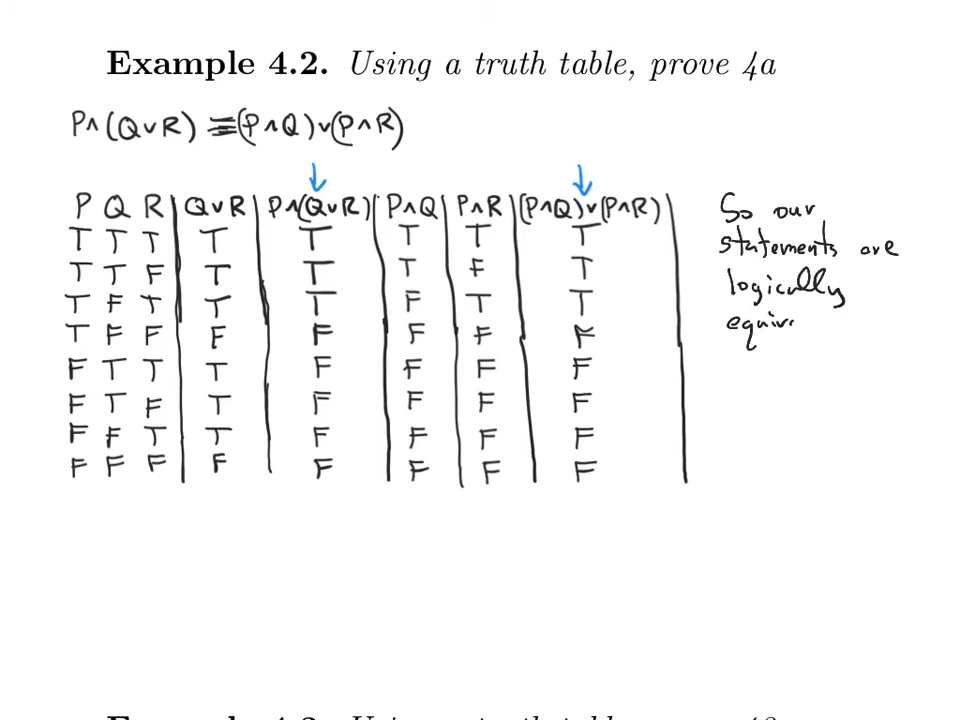 Example 4.2. Using a truth table, prove 4a
P∧(Q∨R) ≡ (P∧Q)∨(P∧R)
P Q R Q∨R P∧(Q∨R) P∧Q P∧R (P∧Q)∨(P∧R)
T T T T T T T T
T T F T T T F T
T F T T T F T T
T F F F F F F F
F T T T F F F F
F T F T F F F F
F F T T F F F F
F F F F F F F F
So our
statements are
logically
equiv